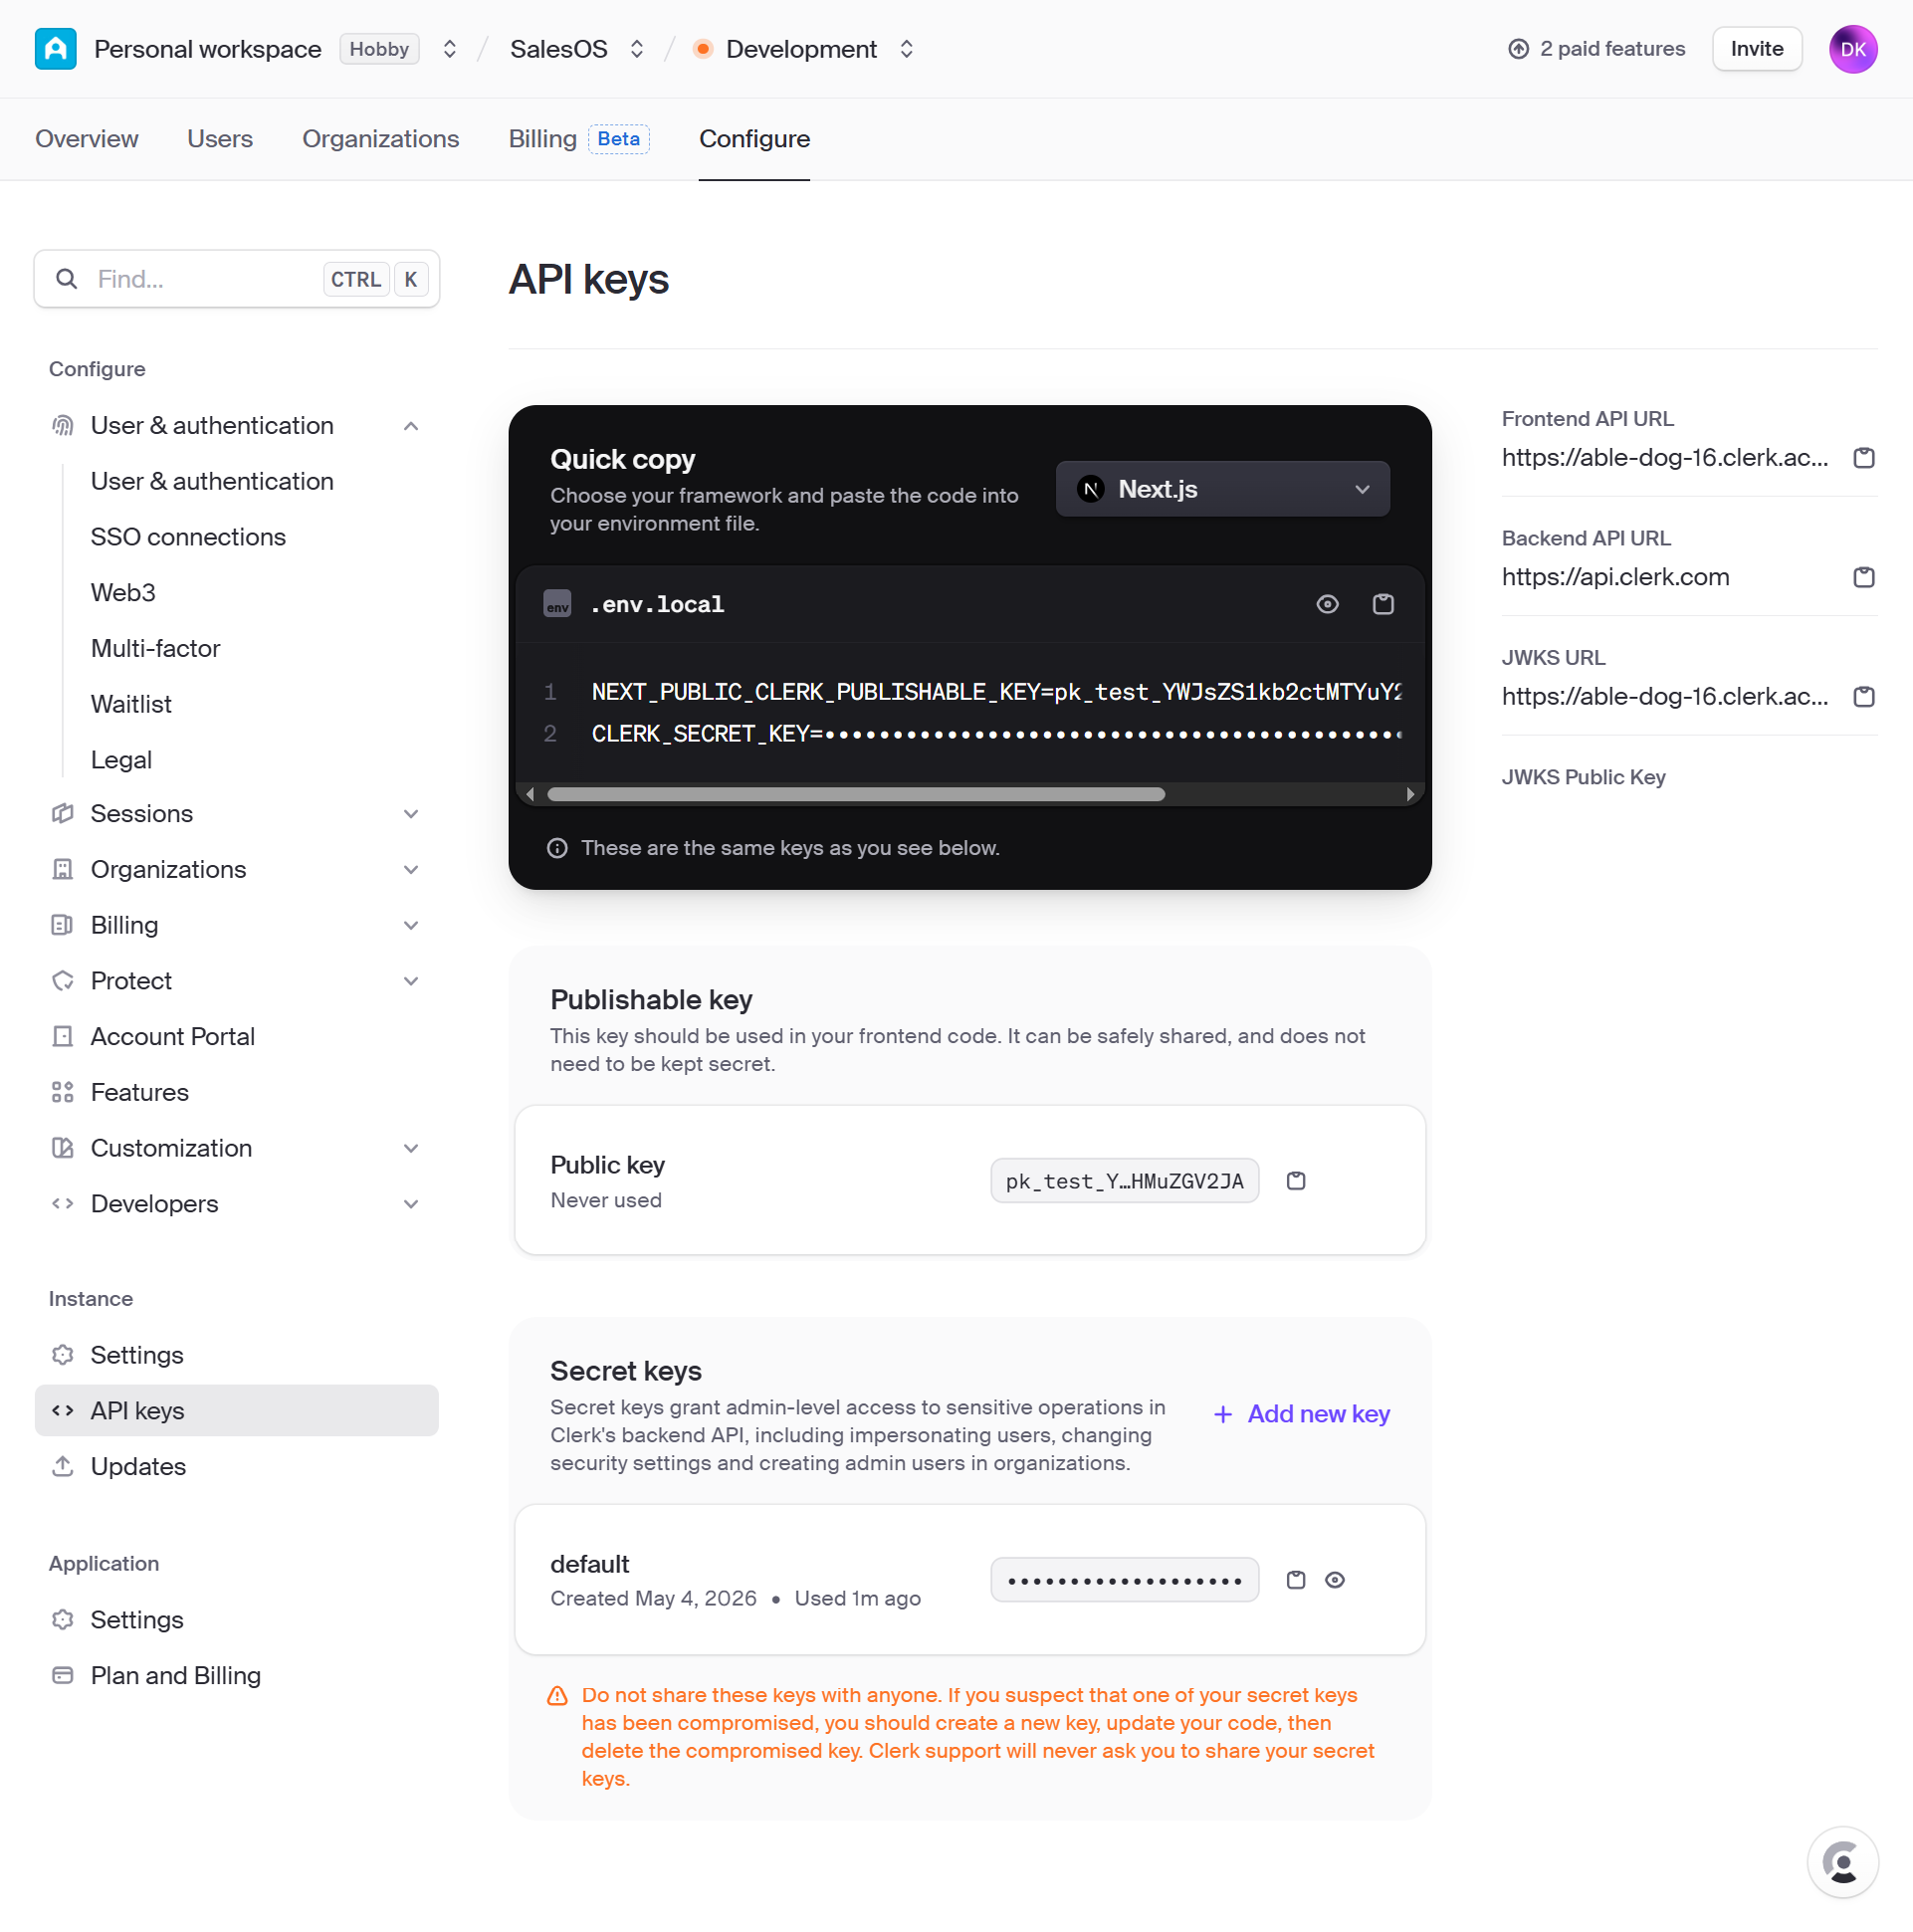 Personal workspace Hobby / SalesOS / Development
2 paid features Invite DK
Overview Users Organizations Billing Beta Configure
Find... CTRL K
Configure
User & authentication
User & authentication
SSO connections
Web3
Multi-factor
Waitlist
Legal
Sessions
Organizations
Billing
Protect
Account Portal
Features
Customization
Developers
Instance
Settings
API keys
Updates
Application
Settings
Plan and Billing
API keys
Quick copy
Choose your framework and paste the code into
your environment file.
N Next.js
env .env.local
1 NEXT_PUBLIC_CLERK_PUBLISHABLE_KEY=pk_test_YWJsZS1kb2ctMTYuY2
2 CLERK_SECRET_KEY=••••••••••••••••••••••••••••••••••••••••••
These are the same keys as you see below.
Publishable key
This key should be used in your frontend code. It can be safely shared, and does not
need to be kept secret.
Public key
Never used
pk_test_Y…HMuZGV2JA
Secret keys
Secret keys grant admin-level access to sensitive operations in
Clerk's backend API, including impersonating users, changing
security settings and creating admin users in organizations.
+ Add new key
default
Created May 4, 2026 • Used 1m ago
••••••••••••••••••
Do not share these keys with anyone. If you suspect that one of your secret keys
has been compromised, you should create a new key, update your code, then
delete the compromised key. Clerk support will never ask you to share your secret
keys.
Frontend API URL
https://able-dog-16.clerk.ac...
Backend API URL
https://api.clerk.com
JWKS URL
https://able-dog-16.clerk.ac...
JWKS Public Key